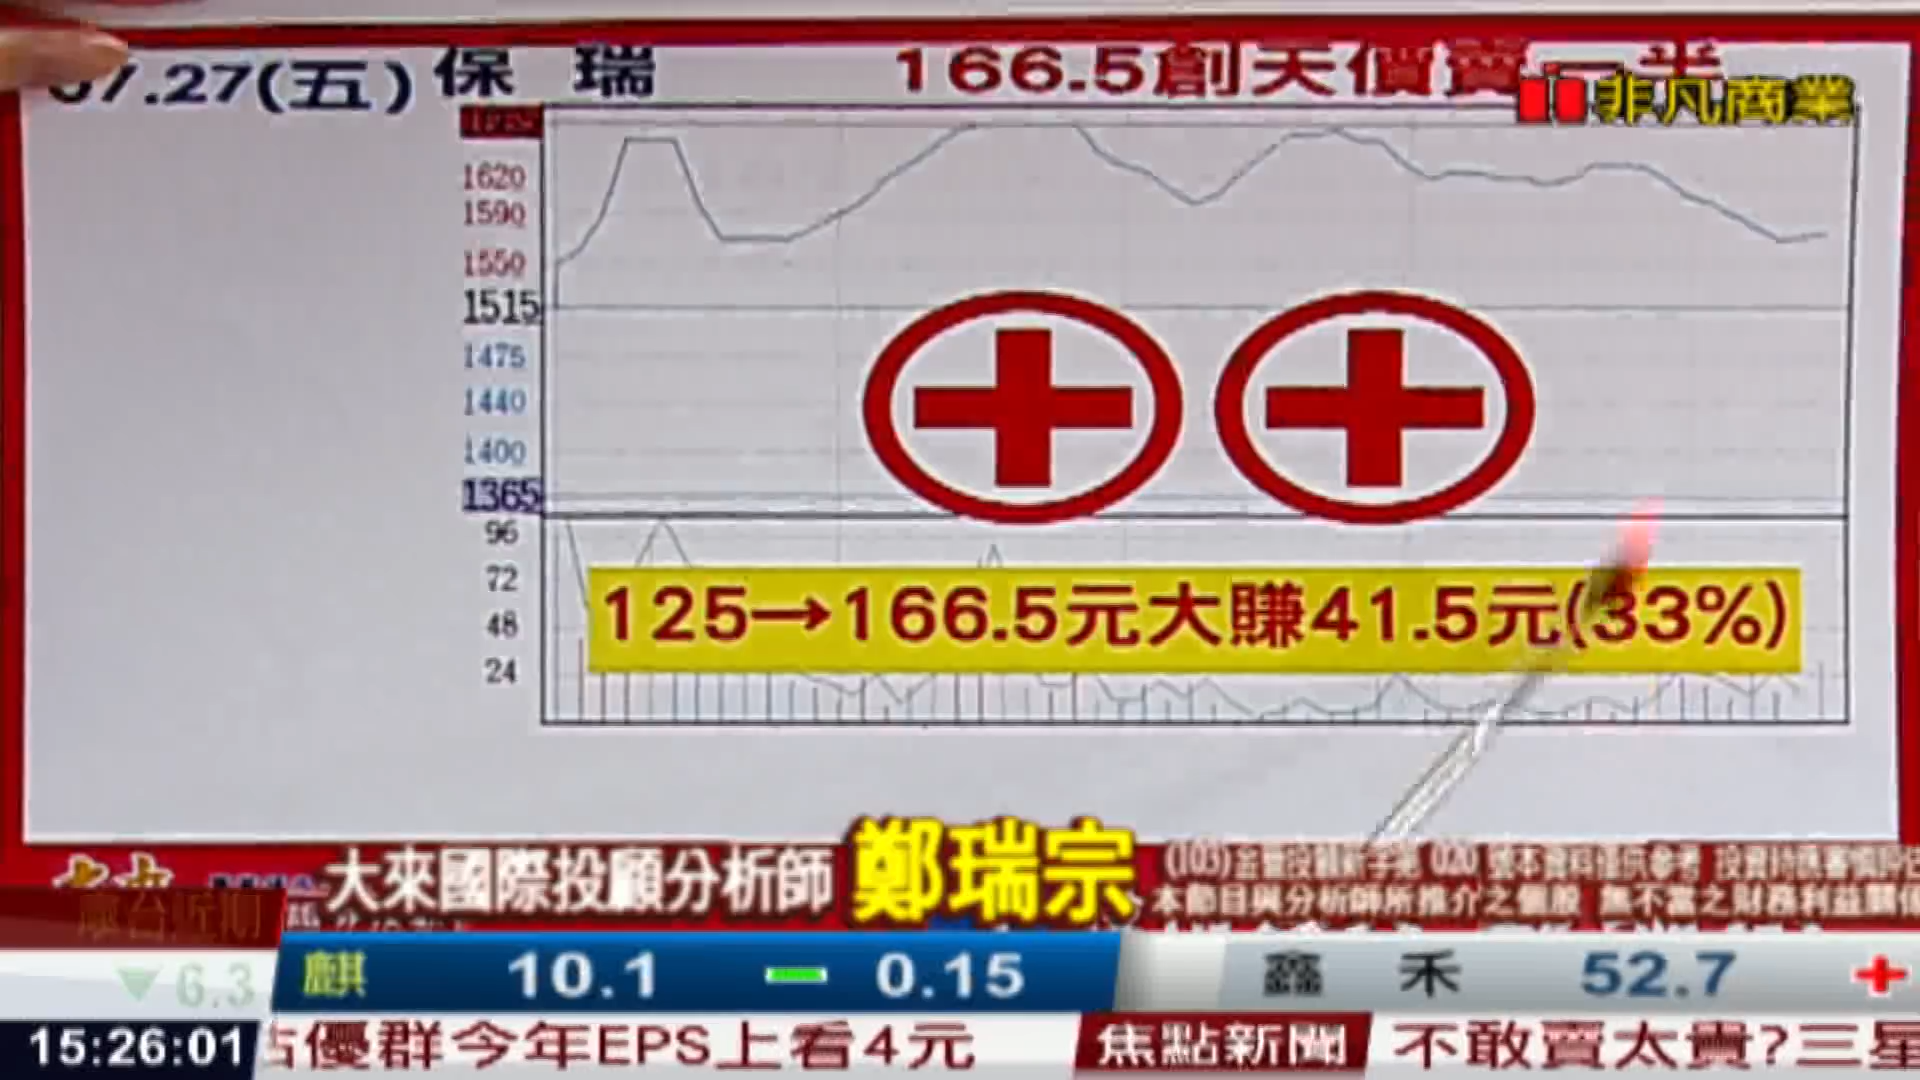 07.27(五) 保 瑞 166.5創天價賣一半
非凡商業
1620
1590
1550
1515
1475
1440
1400
1365
96
72
48
24
125→166.5元大賺41.5元(33%)
大來國際投顧分析師 鄭瑞宗
本節目與分析師所推介之個股 無不當之財務利益關係
▼6.3 麒 10.1 － 0.15 鑫 禾 52.7 +
15:26:01 占優群今年EPS上看4元 焦點新聞 不敢賣太貴?三星